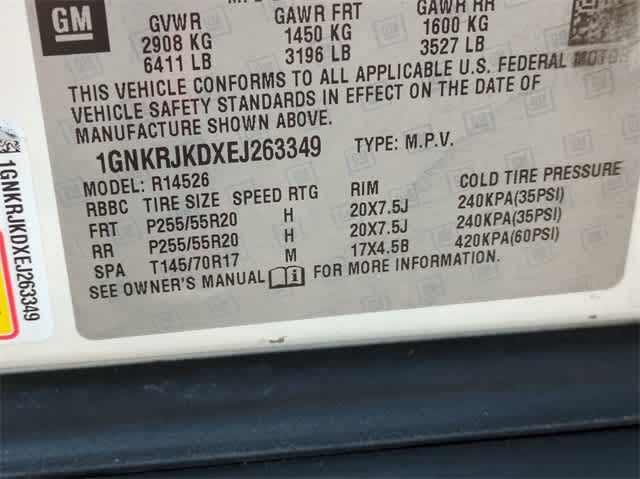 GM
GVWR GAWR FRT GAWR RR
2908 KG 1450 KG 1600 KG
6411 LB 3196 LB 3527 LB
THIS VEHICLE CONFORMS TO ALL APPLICABLE U.S. FEDERAL MOTOR
VEHICLE SAFETY STANDARDS IN EFFECT ON THE DATE OF
MANUFACTURE SHOWN ABOVE.
1GNKRJKDXEJ263349 TYPE: M.P.V.
MODEL: R14526
RBBC TIRE SIZE SPEED RTG RIM COLD TIRE PRESSURE
FRT P255/55R20 H 20X7.5J 240KPA(35PSI)
RR P255/55R20 H 20X7.5J 240KPA(35PSI)
SPA T145/70R17 M 17X4.5B 420KPA(60PSI)
SEE OWNER'S MANUAL FOR MORE INFORMATION.
1GNKRJKDXEJ263349